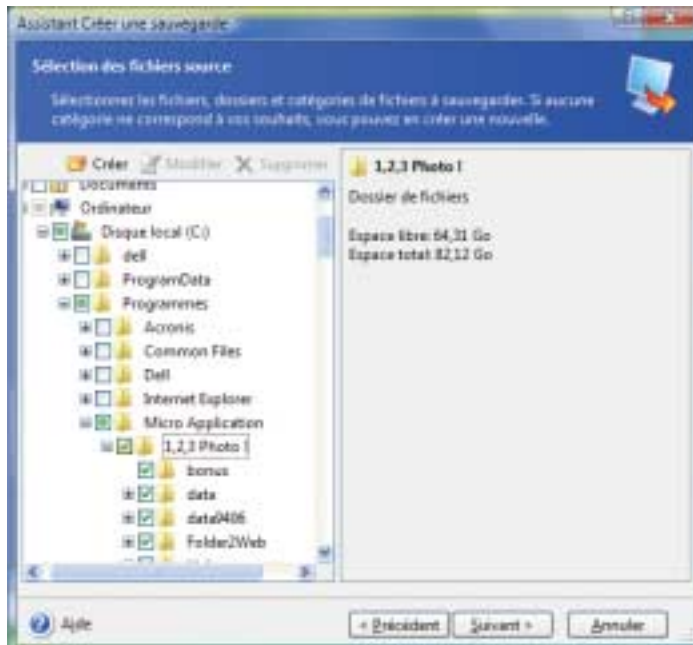 Assistant Créer une sauvegarde
Sélection des fichiers source
Sélectionnez les fichiers, dossiers et catégories de fichiers à sauvegarder. Si aucune
catégorie ne correspond à vos souhaits, vous pouvez en créer une nouvelle.
Créer Modifier Supprimer
Documents
Ordinateur
Disque local (C:)
dell
ProgramData
Programmes
Acronis
Common Files
Dell
Internet Explorer
Micro Application
1,2,3 Photo !
bonus
data
data9406
Folder2Web
1,2,3 Photo !
Dossier de fichiers
Espace libre: 64,31 Go
Espace total: 82,12 Go
Aide
< Précédent
Suivant >
Annuler